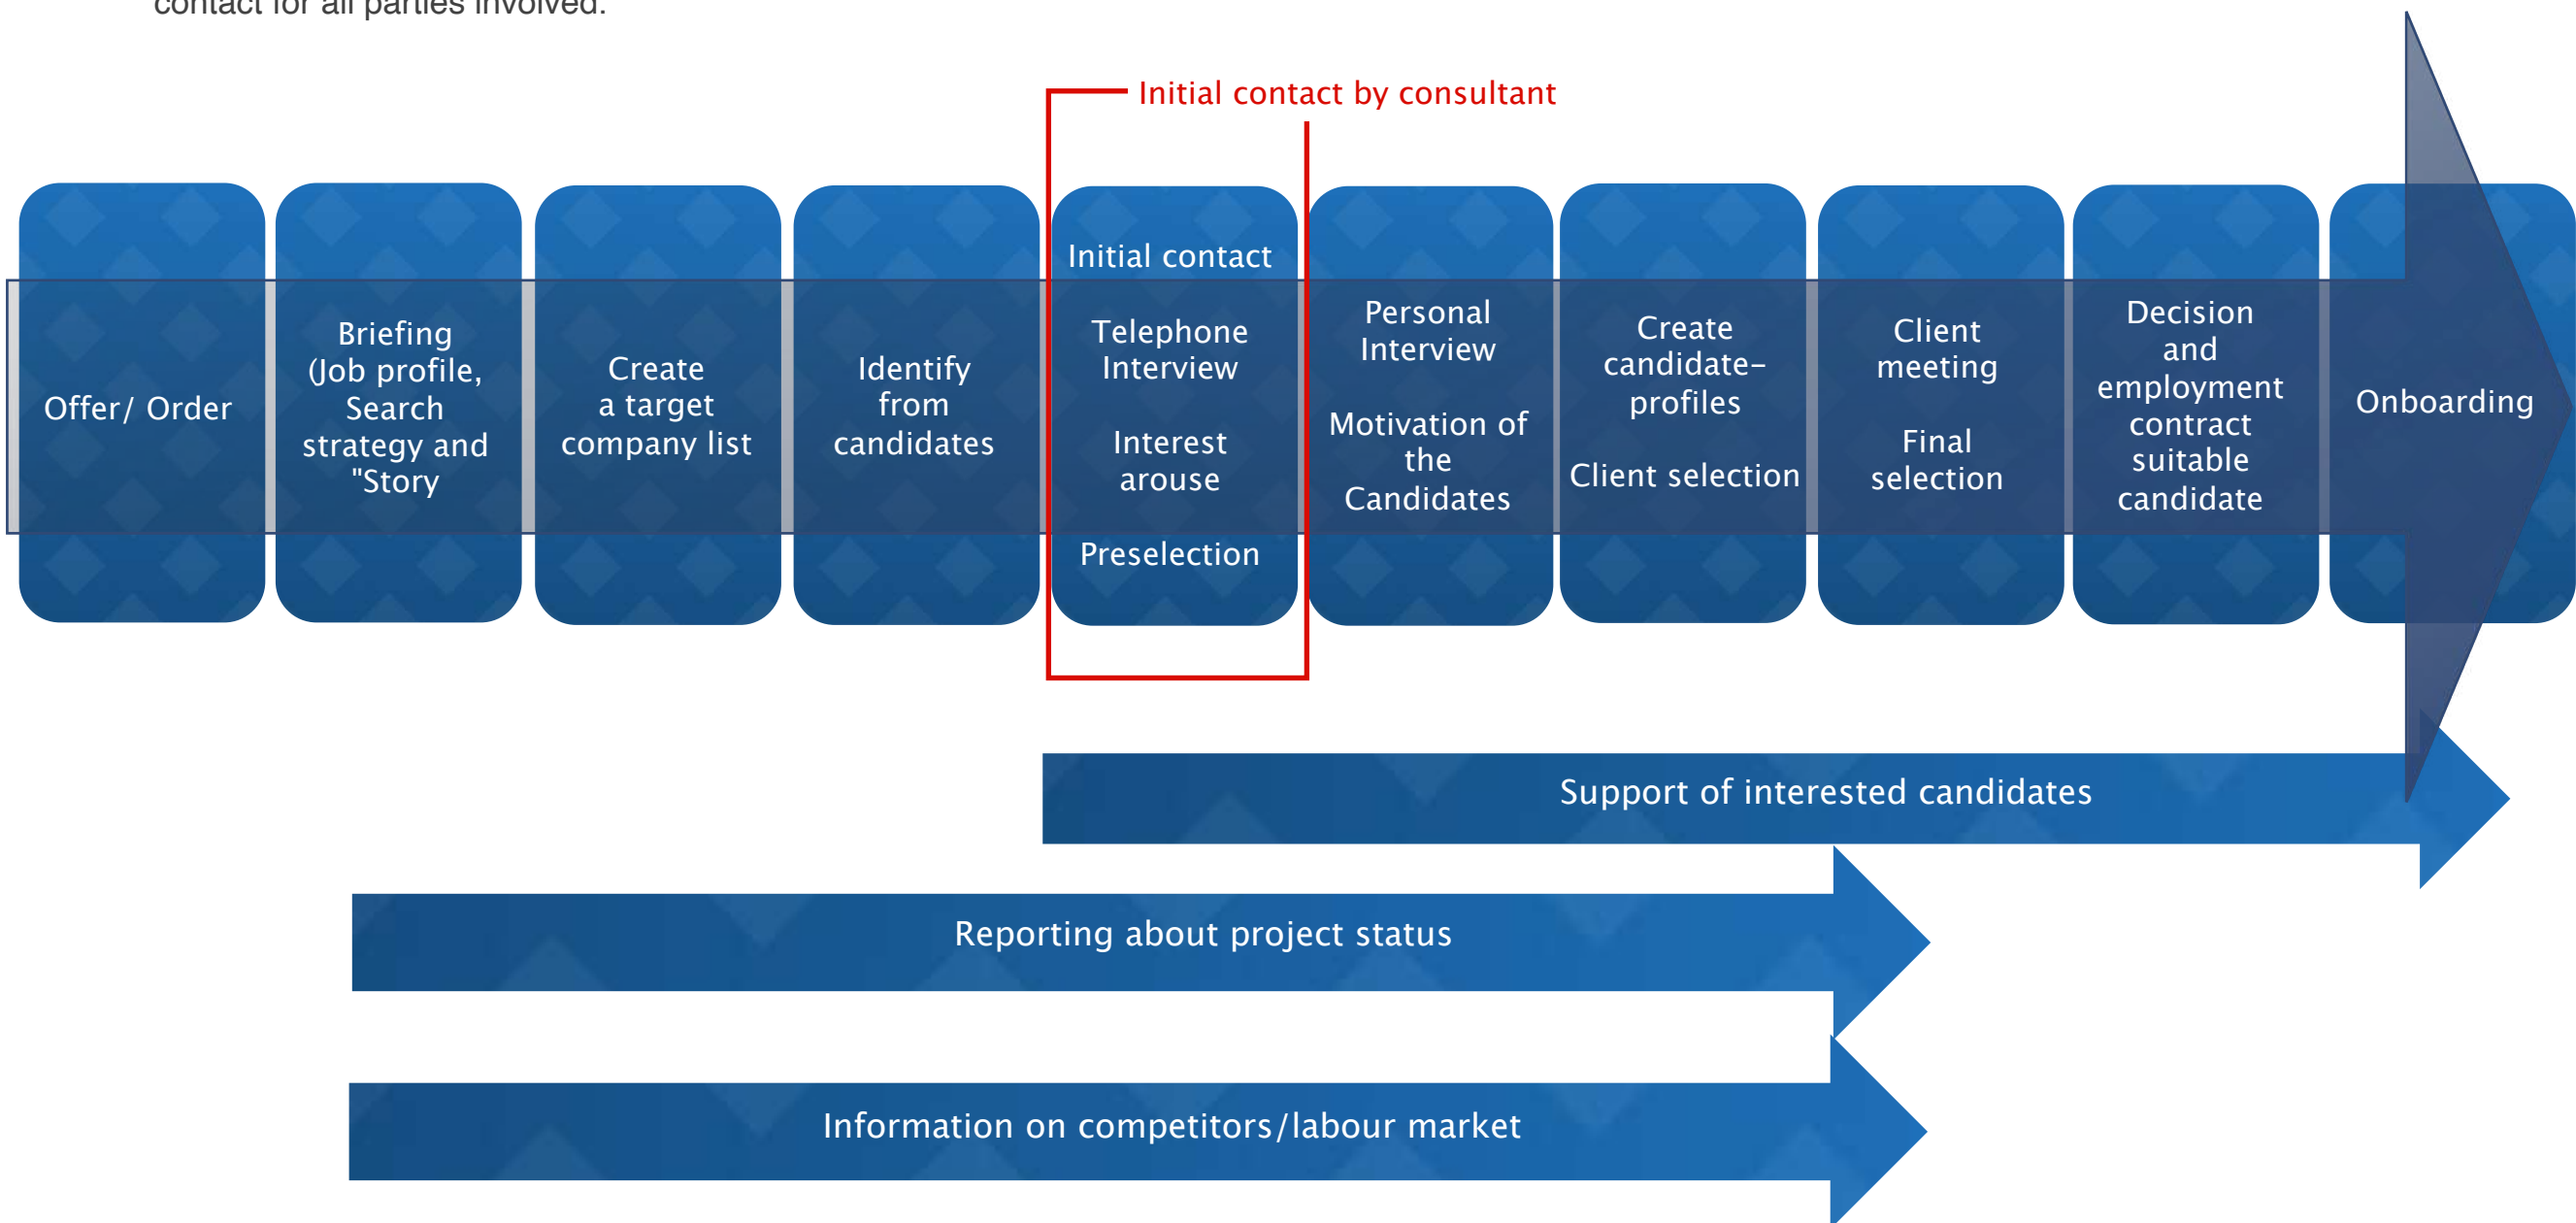 contact for all parties involved.
Initial contact by consultant
Offer/ Order
Briefing
(Job profile,
Search
strategy and
"Story
Create
a target
company list
Identify
from
candidates
Initial contact
Telephone
Interview
Interest
arouse
Preselection
Personal
Interview
Motivation of
the
Candidates
Create
candidate-
profiles
Client selection
Client
meeting
Final
selection
Decision
and
employment
contract
suitable
candidate
Onboarding
Support of interested candidates
Reporting about project status
Information on competitors/labour market